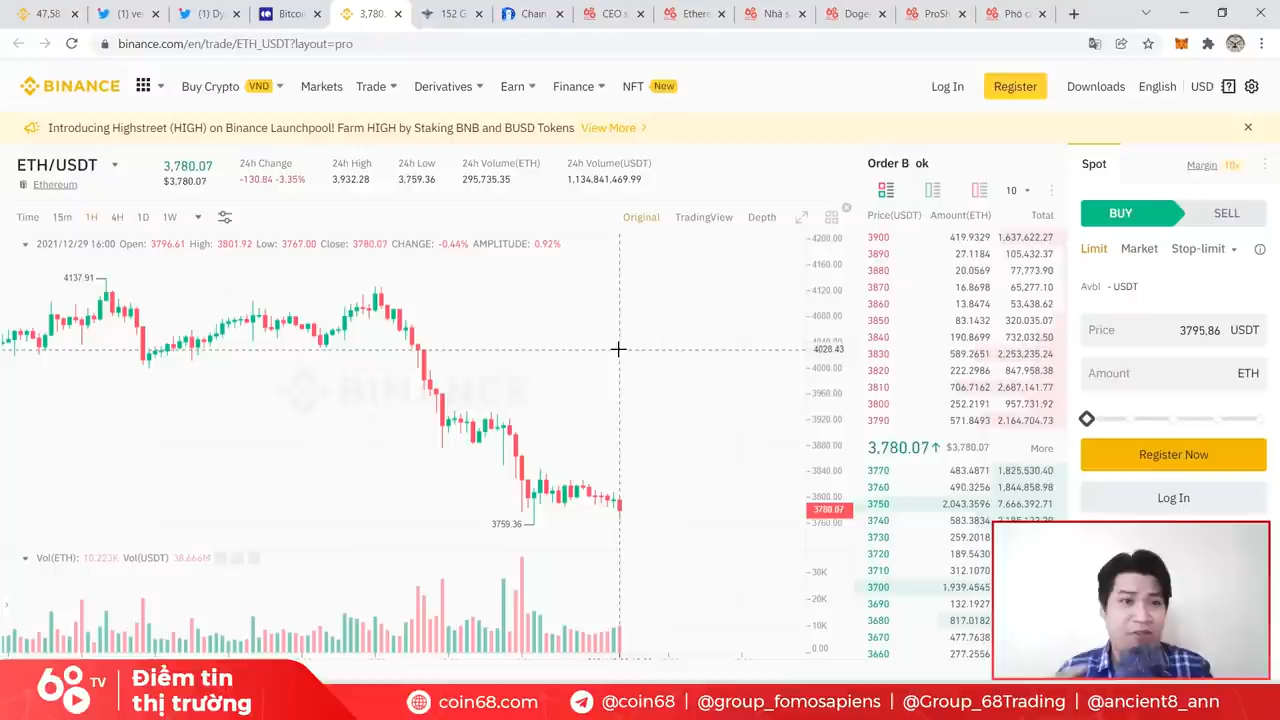 47,58
(1) ver
(1) Dy
Bitcoi
3,780.
152 G
Chain
CEO s
Ethere
Nhà s
Doge
ProSh
Phó c
binance.com/en/trade/ETH_USDT?layout=pro
BINANCE Buy Crypto VND Markets Trade Derivatives Earn Finance NFT New Log In Register Downloads English USD
Introducing Highstreet (HIGH) on Binance Launchpool! Farm HIGH by Staking BNB and BUSD Tokens View More
ETH/USDT
Ethereum
3,780.07
$3,780.07
24h Change
-130.84 -3.35%
24h High
3,932.28
24h Low
3,759.36
24h Volume(ETH)
295,735.35
24h Volume(USDT)
1,134,841,469.99
Time 15m 1H 4H 1D 1W Original TradingView Depth
2021/12/29 16:00 Open: 3796.61 High: 3801.92 Low: 3767.00 Close: 3780.07 CHANGE: -0.44% AMPLITUDE: 0.92%
4137.91
3759.36
BINANCE
4200.00
4160.00
4120.00
4080.00
4028.43
4000.00
3960.00
3920.00
3880.00
3840.00
3800.00
3780.07
3760.00
Vol(ETH): 10.223K Vol(USDT) 38.666M
30K
20K
10K
0.00
Order B ok
10
Price(USDT) Amount(ETH) Total
3900 419.9329 1,637,622.27
3890 27.1184 105,432.37
3880 20.0569 77,773.90
3870 16.8698 65,277.10
3860 13.8474 53,438.62
3850 83.1432 320,035.07
3840 190.8699 732,032.50
3830 589.2651 2,253,235.24
3820 222.2986 847,958.38
3810 706.7162 2,687,141.77
3800 252.2191 957,731.92
3790 571.8493 2,164,704.73
3,780.07↑ $3,780.07 More
3770 483.4871 1,825,530.40
3760 490.3256 1,844,858.98
3750 2,043.3596 7,666,392.71
3740 583.3834
3730 259.2018
3720 189.5430
3710 312.1070
3700 1,939.4545
3690 132.1927
3680 817.0182
3670 477.7638
3660 277.2556
Spot Margin 10x
BUY SELL
Limit Market Stop-limit
Avbl - USDT
Price 3795.86 USDT
Amount ETH
Register Now
Log In
68 TV
Điểm tin
thị trường
coin68.com @coin68 | @group_fomosapiens | @Group_68Trading | @ancient8_ann